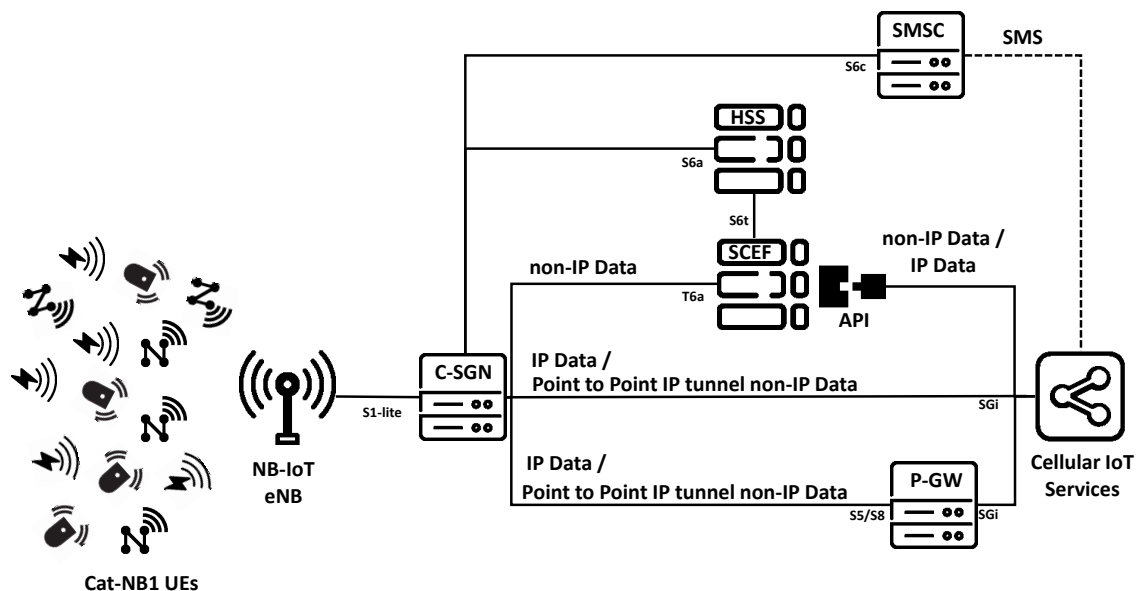 SMSC
SMS
S6c
HSS
S6a
S6t
SCEF
non-IP Data /
IP Data
non-IP Data
T6a
API
IP Data /
Point to Point IP tunnel non-IP Data
C-SGN
S1-lite
SGi
NB-IoT
eNB
IP Data /
Point to Point IP tunnel non-IP Data
P-GW
S5/S8
SGi
Cellular IoT
Services
Cat-NB1 UEs